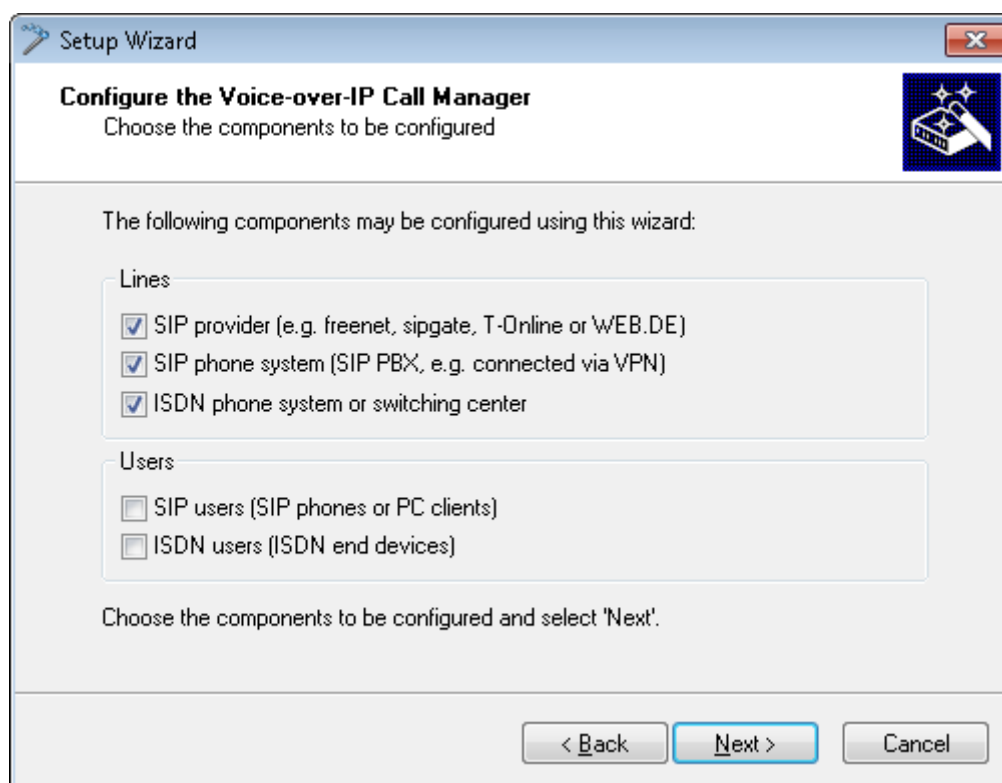 Setup Wizard
Configure the Voice-over-IP Call Manager
Choose the components to be configured
The following components may be configured using this wizard:
Lines
SIP provider (e.g. freenet, sipgate, T-Online or WEB.DE)
SIP phone system (SIP PBX, e.g. connected via VPN)
ISDN phone system or switching center
Users
SIP users (SIP phones or PC clients)
ISDN users (ISDN end devices)
Choose the components to be configured and select 'Next'.
< Back Next > Cancel